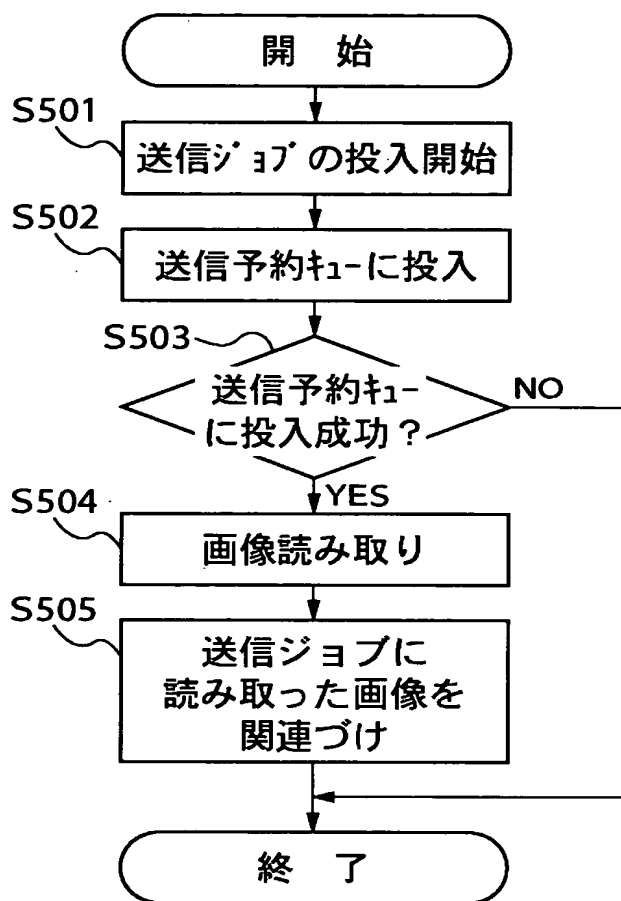 開 始
S501
送信ｼﾞｮﾌﾞの投入開始
S502
送信予約ｷｭｰに投入
S503
送信予約ｷｭｰ
に投入成功？
NO
YES
S504
画像読み取り
S505
送信ジョブに
読み取った画像を
関連づけ
終 了